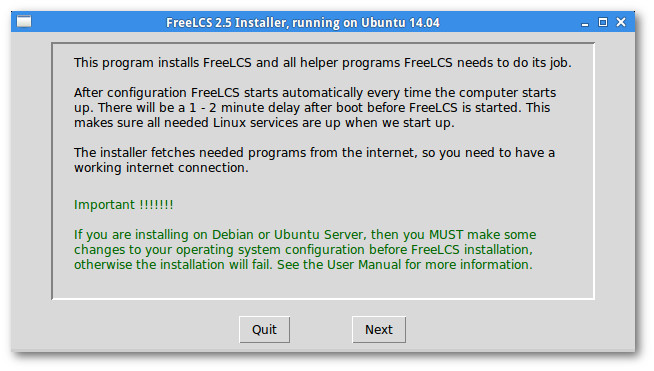 FreeLCS 2.5 Installer, running on Ubuntu 14.04
This program installs FreeLCS and all helper programs FreeLCS needs to do its job.
After configuration FreeLCS starts automatically every time the computer starts
up. There will be a 1 - 2 minute delay after boot before FreeLCS is started. This
makes sure all needed Linux services are up when we start up.
The installer fetches needed programs from the internet, so you need to have a
working internet connection.
Important !!!!!!!
If you are installing on Debian or Ubuntu Server, then you MUST make some
changes to your operating system configuration before FreeLCS installation,
otherwise the installation will fail. See the User Manual for more information.
Quit
Next